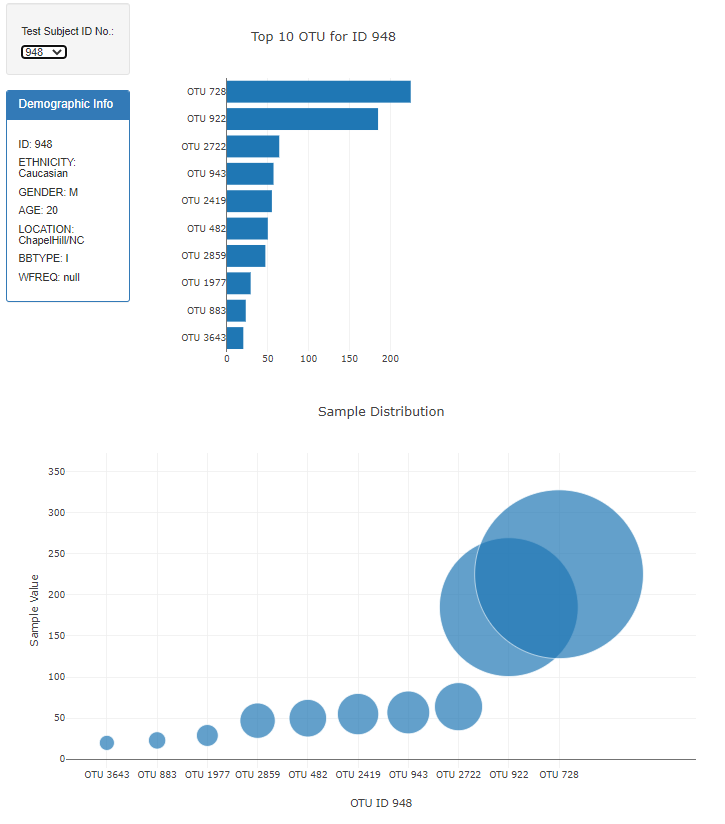 Test Subject ID No.:
948
Demographic Info
ID: 948
ETHNICITY:
Caucasian
GENDER: M
AGE: 20
LOCATION:
ChapelHill/NC
BBTYPE: I
WFREQ: null
Top 10 OTU for ID 948
OTU 728
OTU 922
OTU 2722
OTU 943
OTU 2419
OTU 482
OTU 2859
OTU 1977
OTU 883
OTU 3643
0 50 100 150 200
Sample Distribution
Sample Value
350
300
250
200
150
100
50
0
OTU 3643 OTU 883 OTU 1977 OTU 2859 OTU 482 OTU 2419 OTU 943 OTU 2722 OTU 922 OTU 728
OTU ID 948